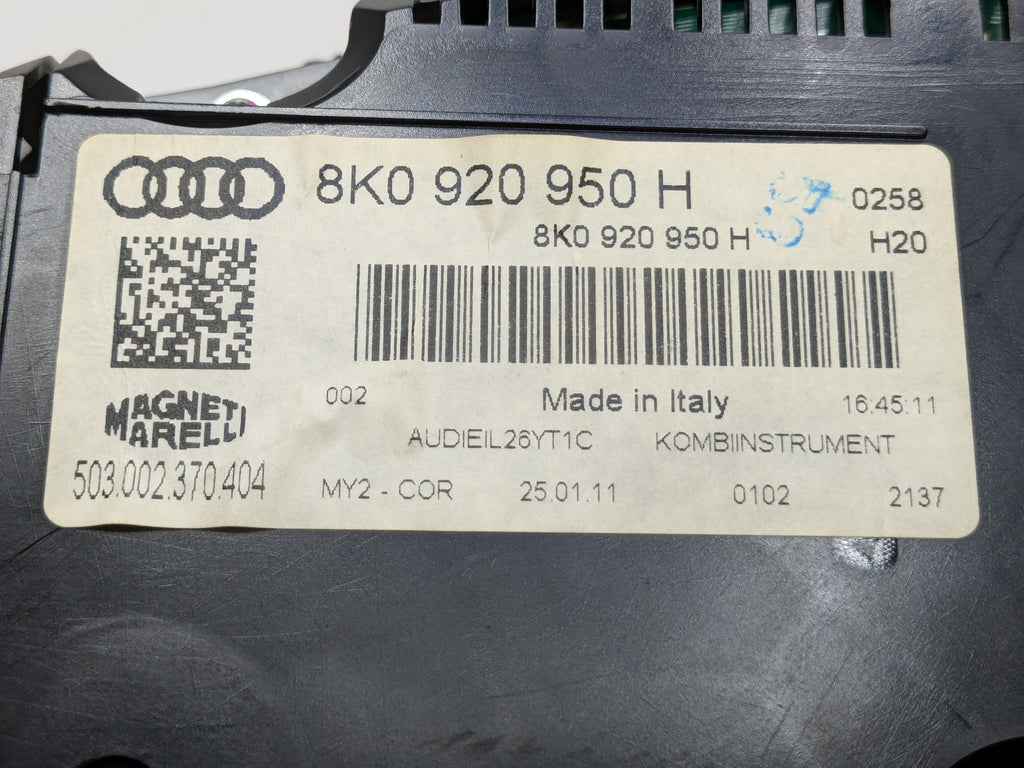 8K0 920 950 H 0258
8K0 920 950 H H20
002 Made in Italy 16:45:11
MAGNETI MARELLI
AUDIEIL26YT1C KOMBIINSTRUMENT
503.002.370.404 MY2 - COR 25.01.11 0102 2137